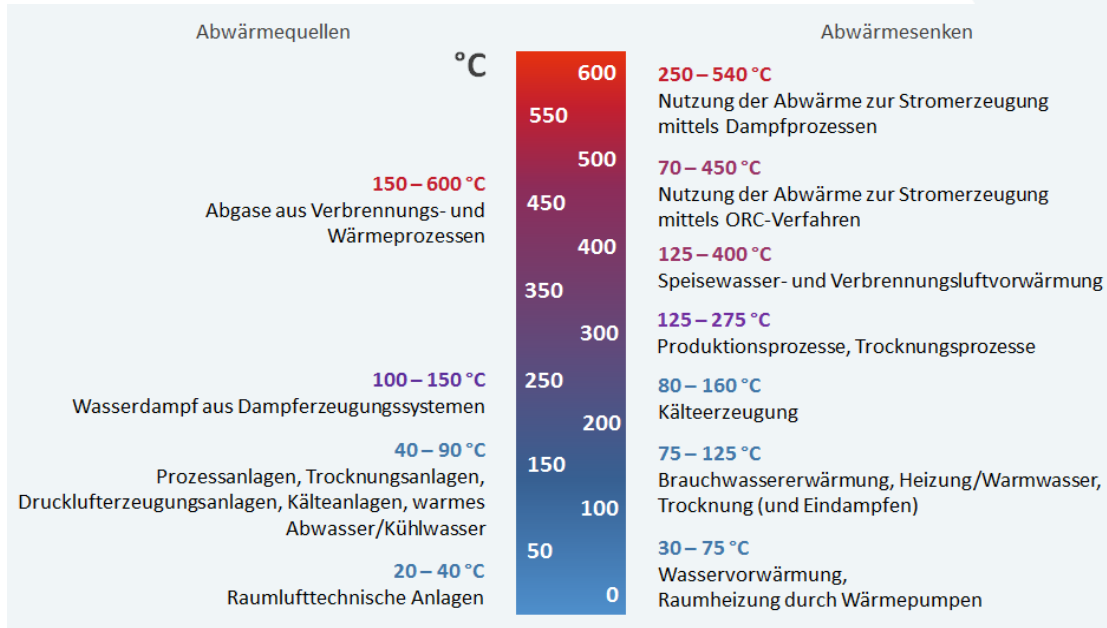 Abwärmequellen
Abwärmesenken
°C
600
550
500
450
400
350
300
250
200
150
100
50
0
150 – 600 °C
Abgase aus Verbrennungs- und
Wärmeprozessen
100 – 150 °C
Wasserdampf aus Dampferzeugungssystemen
40 – 90 °C
Prozessanlagen, Trocknungsanlagen,
Drucklufterzeugungsanlagen, Kälteanlagen, warmes
Abwasser/Kühlwasser
20 – 40 °C
Raumlufttechnische Anlagen
250 – 540 °C
Nutzung der Abwärme zur Stromerzeugung
mittels Dampfprozessen
70 – 450 °C
Nutzung der Abwärme zur Stromerzeugung
mittels ORC-Verfahren
125 – 400 °C
Speisewasser- und Verbrennungsluftvorwärmung
125 – 275 °C
Produktionsprozesse, Trocknungsprozesse
80 – 160 °C
Kälteerzeugung
75 – 125 °C
Brauchwassererwärmung, Heizung/Warmwasser,
Trocknung (und Eindampfen)
30 – 75 °C
Wasservorwärmung,
Raumheizung durch Wärmepumpen